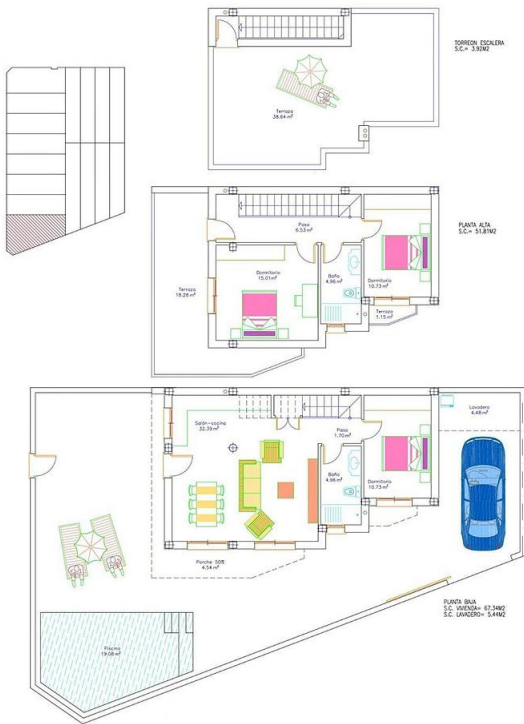 TORREON ESCALERA
S.C.= 3.92M2
Terraza
38.64 m²
PLANTA ALTA
S.C.= 51.81M2
Paso
6.53 m²
Dormitorio
15.01 m²
Baño
4.96 m²
Dormitorio
10.73 m²
Terraza
18.26 m²
Terraza
1.15 m²
Salón-cocina
32.39 m²
Paso
1.70 m²
Lavadero
4.48 m²
Baño
4.96 m²
Dormitorio
10.73 m²
Porche 50%
4.54 m²
PLANTA BAJA
S.C. VIVIENDA= 67.34M2
S.C. LAVADERO= 5.44M2
Piscina
19.08 m²